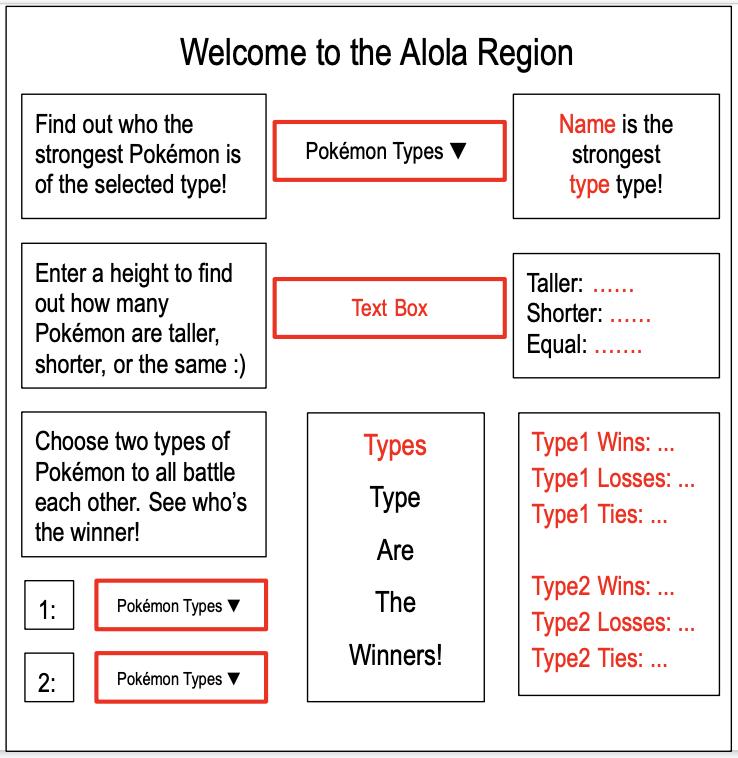 Welcome to the Alola Region
Find out who the
strongest Pokémon is
of the selected type!
Pokémon Types ▼
Name is the
strongest
type type!
Enter a height to find
out how many
Pokémon are taller,
shorter, or the same :)
Text Box
Taller: ......
Shorter: ......
Equal: .......
Choose two types of
Pokémon to all battle
each other. See who's
the winner!
1:
Pokémon Types ▼
2:
Pokémon Types ▼
Types
Type
Are
The
Winners!
Type1 Wins: ...
Type1 Losses: ...
Type1 Ties: ...
Type2 Wins: ...
Type2 Losses: ...
Type2 Ties: ...